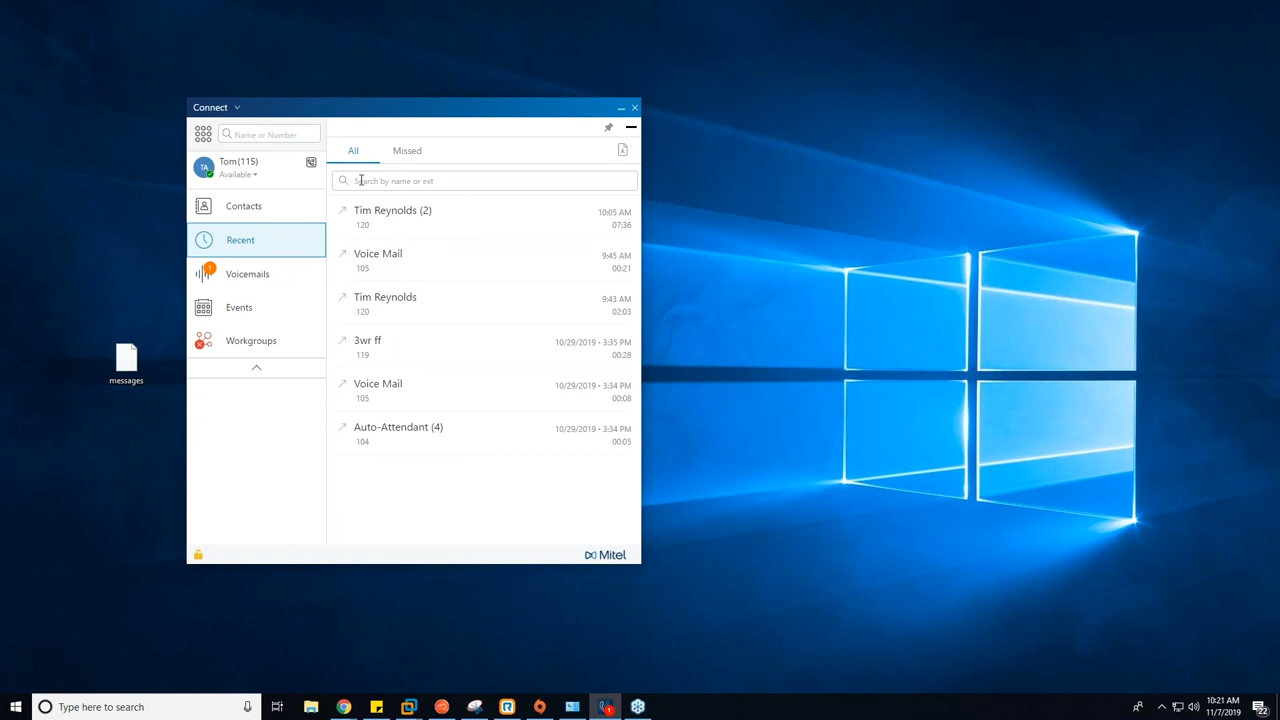 Connect
Name or Number
TA
Tom(115)
Available
Contacts
Recent
Voicemails
Events
Workgroups
All
Missed
Search by name or ext
Tim Reynolds (2)
10:05 AM
120
07:36
Voice Mail
9:45 AM
105
00:21
Tim Reynolds
9:43 AM
120
02:03
3wr ff
10/29/2019 • 3:35 PM
119
00:28
Voice Mail
10/29/2019 • 3:34 PM
105
00:08
Auto-Attendant (4)
10/29/2019 • 3:34 PM
104
00:05
Mitel
messages
Type here to search
1
10:21 AM
11/7/2019
22